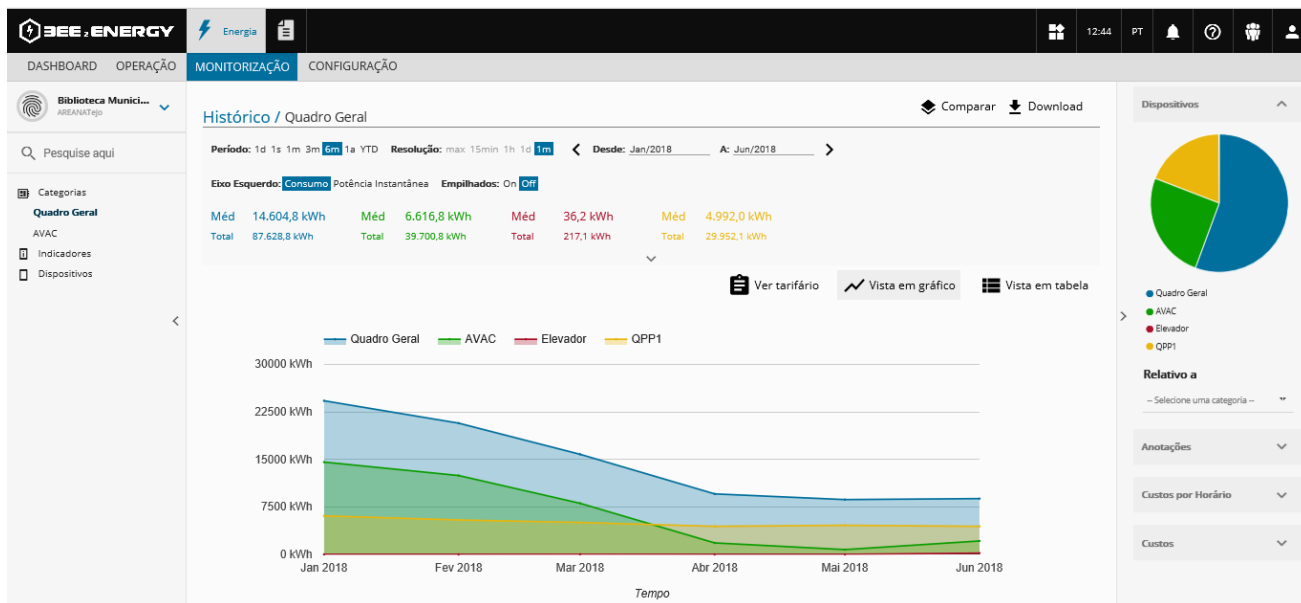 BEE2ENERGY
Energia
12:44
PT
DASHBOARD OPERAÇÃO MONITORIZAÇÃO CONFIGURAÇÃO
Biblioteca Munici...
AREANATejo
Pesquise aqui
Categorias
Quadro Geral
AVAC
Indicadores
Dispositivos
Histórico / Quadro Geral
Comparar Download
Período: 1d 1s 1m 3m 6m 1a YTD Resolução: max 15min 1h 1d 1m Desde: Jan/2018 A: Jun/2018
Eixo Esquerdo: Consumo Potência Instantânea Empilhados: On Off
Méd 14.604,8 kWh Méd 6.616,8 kWh Méd 36,2 kWh Méd 4.992,0 kWh
Total 87.628,8 kWh Total 39.700,8 kWh Total 217,1 kWh Total 29.952,1 kWh
Ver tarifário Vista em gráfico Vista em tabela
Quadro Geral AVAC Elevador QPP1
30000 kWh
22500 kWh
15000 kWh
7500 kWh
0 kWh
Jan 2018 Fev 2018 Mar 2018 Abr 2018 Mai 2018 Jun 2018
Tempo
Dispositivos
Quadro Geral
AVAC
Elevador
QPP1
Relativo a
-- Selecione uma categoria --
Anotações
Custos por Horário
Custos